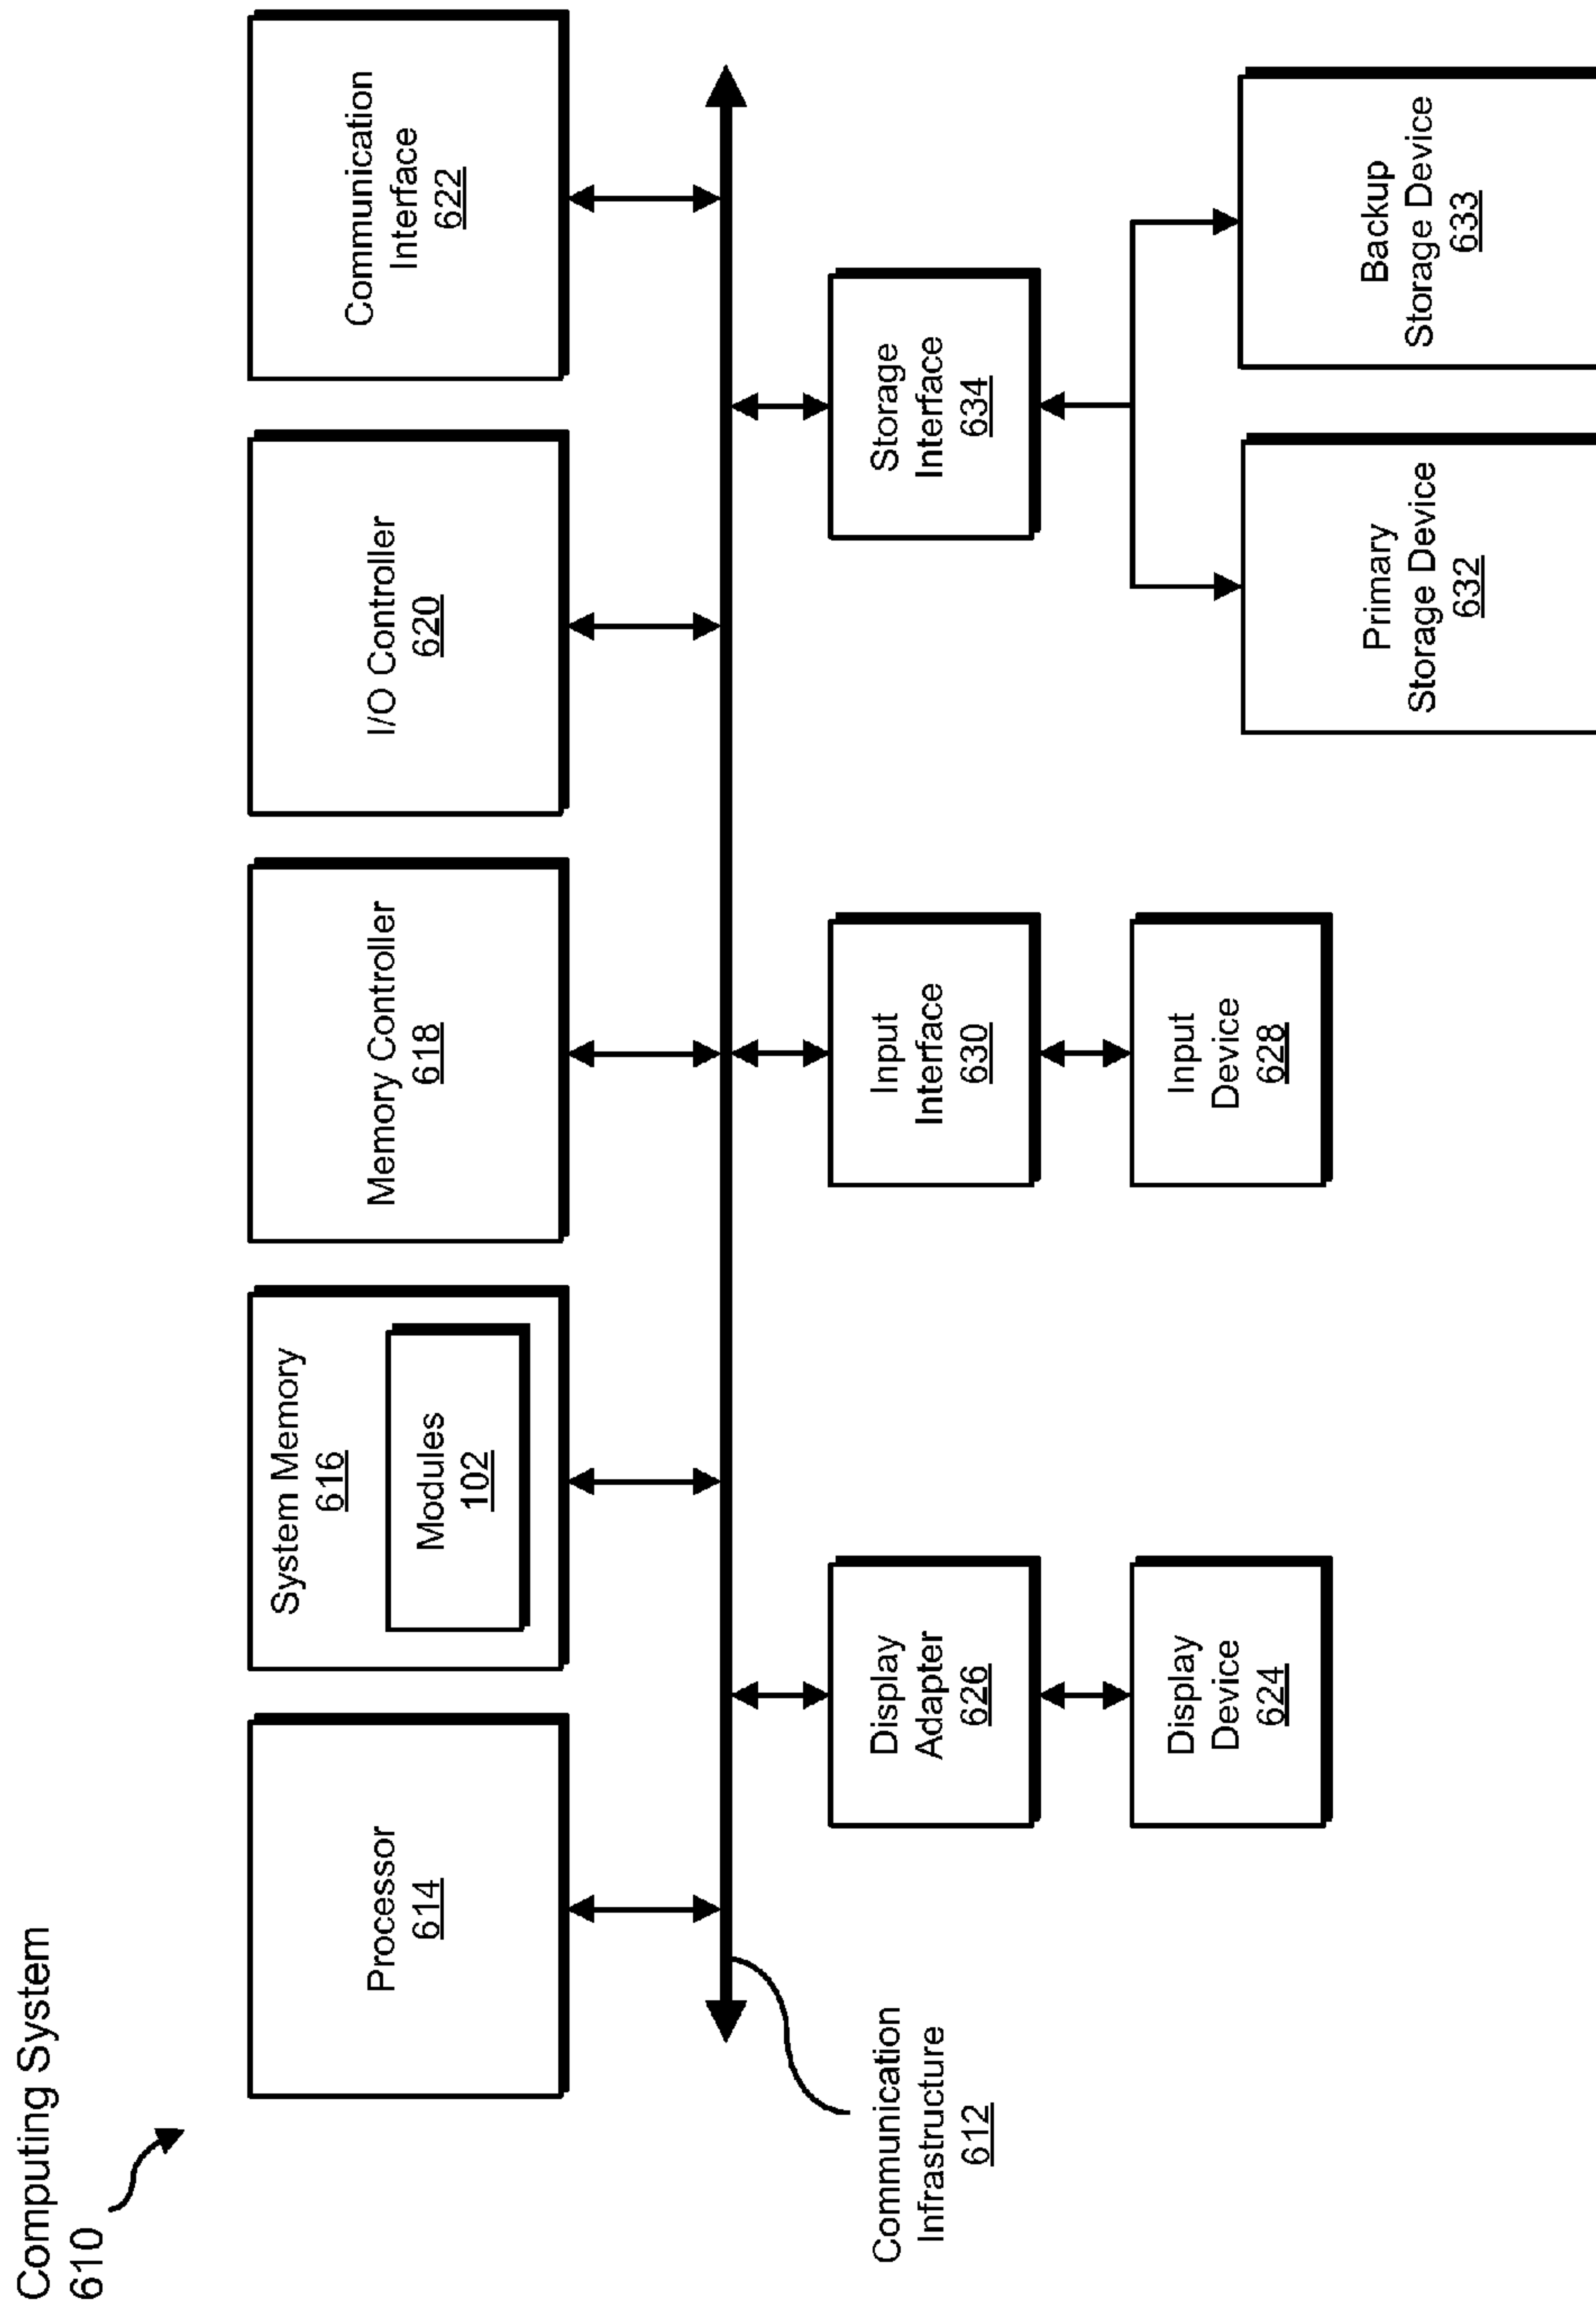 Computing System
610
Processor
614
System Memory
616
Modules
102
Memory Controller
618
I/O Controller
620
Communication
Interface
622
Communication
Infrastructure
612
Display
Adapter
626
Input
Interface
630
Storage
Interface
634
Display
Device
624
Input
Device
628
Primary
Storage Device
632
Backup
Storage Device
633